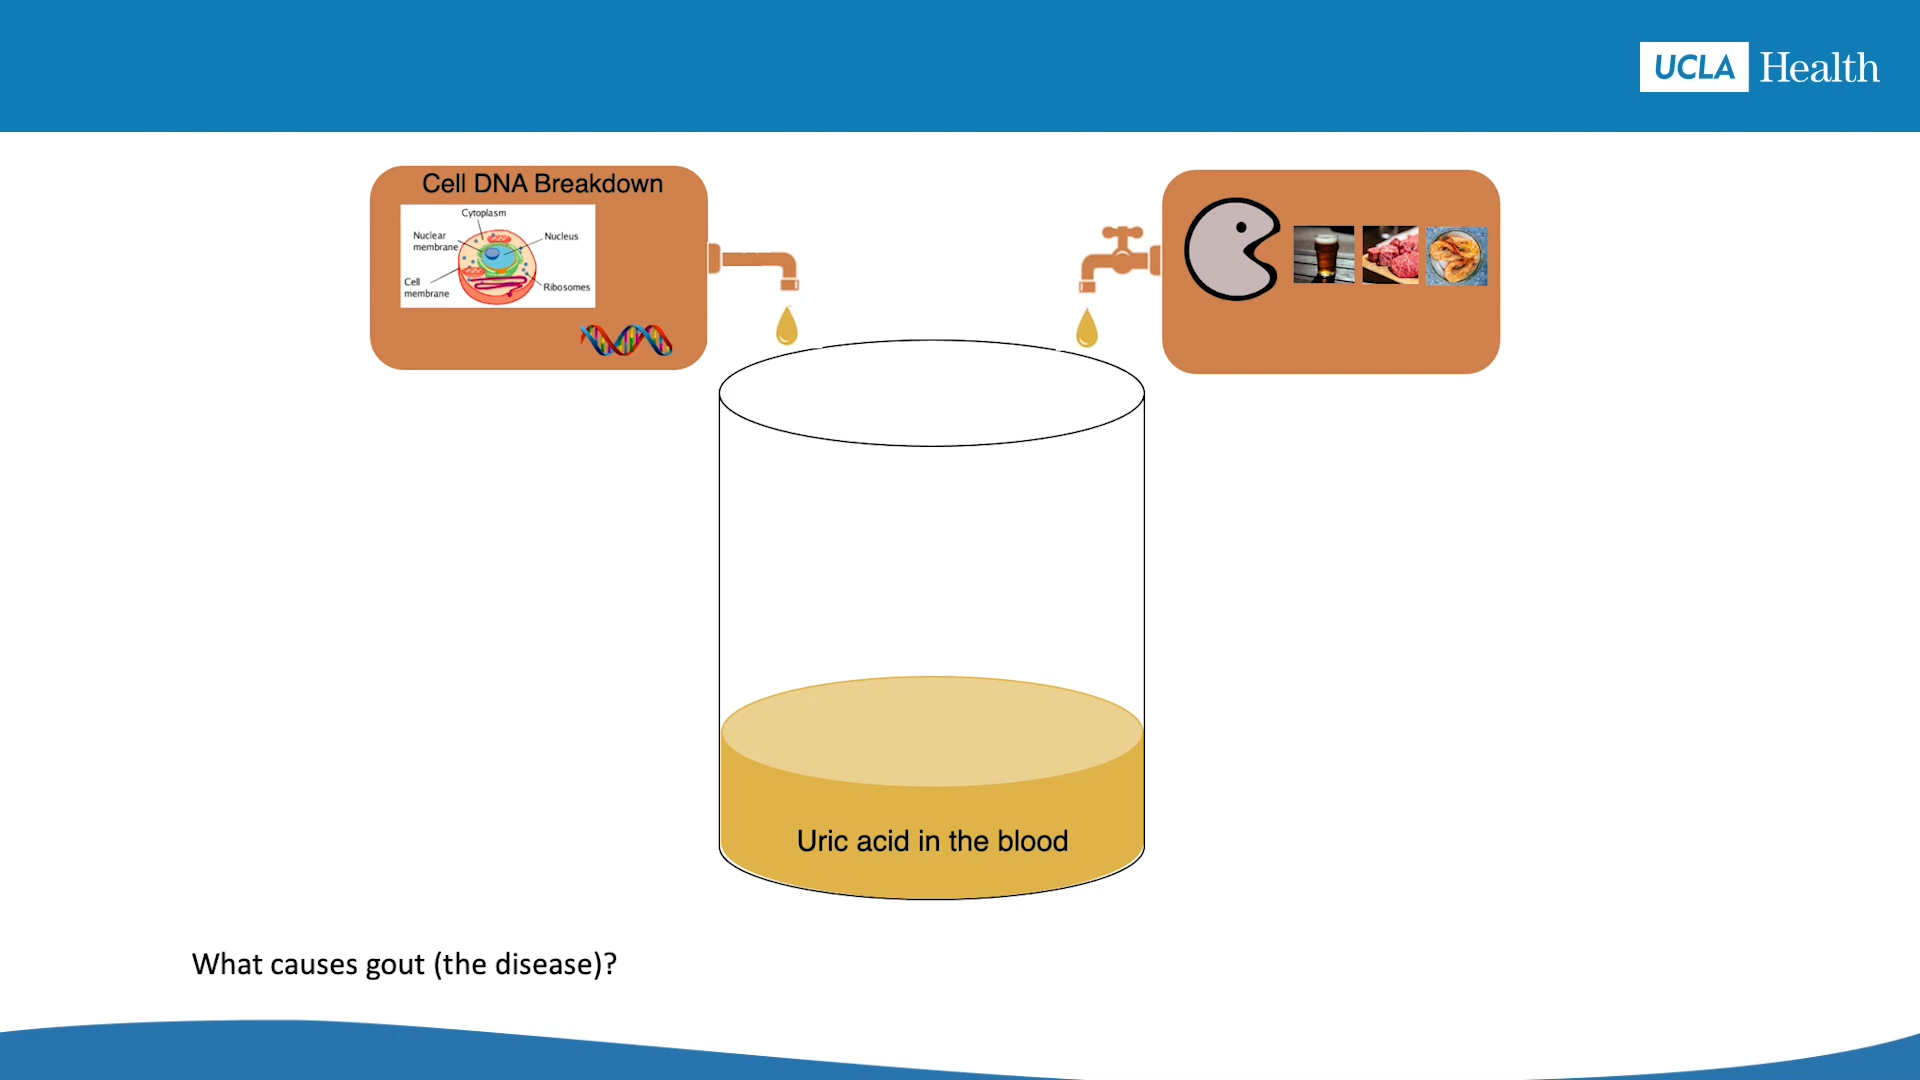 UCLA Health
Cell DNA Breakdown
Cytoplasm
Nuclear
membrane
Nucleus
Cell
membrane
Ribosomes
Uric acid in the blood
What causes gout (the disease)?